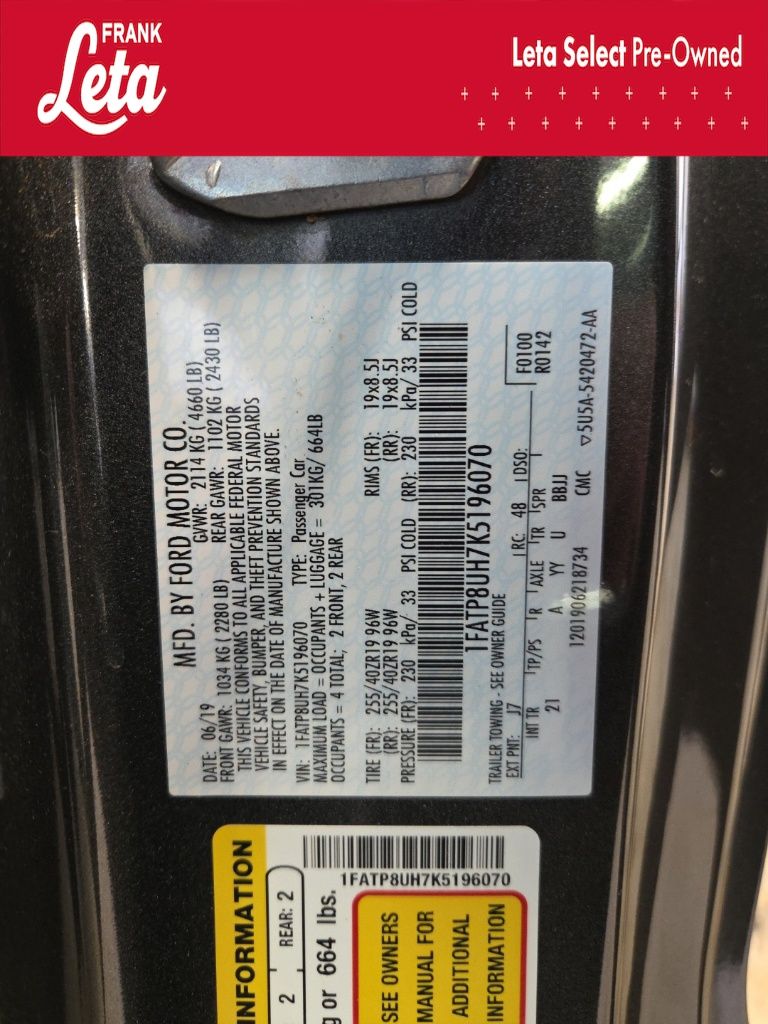 FRANK
Leta
Leta Select Pre-Owned
MFD. BY FORD MOTOR CO.
DATE: 06/19 GVWR: 2114 KG ( 4660 LB)
FRONT GAWR: 1034 KG ( 2280 LB) REAR GAWR: 1102 KG ( 2430 LB)
THIS VEHICLE CONFORMS TO ALL APPLICABLE FEDERAL MOTOR
VEHICLE SAFETY, BUMPER, AND THEFT PREVENTION STANDARDS
IN EFFECT ON THE DATE OF MANUFACTURE SHOWN ABOVE.
VIN: 1FATP8UH7K5196070 TYPE: Passenger Car
MAXIMUM LOAD = OCCUPANTS + LUGGAGE = 301KG/ 664LB
OCCUPANTS = 4 TOTAL; 2 FRONT, 2 REAR
TIRE (FR): 255/40ZR19 96W RIMS (FR): 19x8.5J
(RR): 255/40ZR19 96W (RR): 19x8.5J
PRESSURE (FR): 230 kPa/ 33 PSI COLD (RR): 230 kPa/ 33 PSI COLD
1FATP8UH7K5196070
TRAILER TOWING - SEE OWNER GUIDE
EXT PNT: J7 RC: 48 DSO: F0100
R0142
INT TR TP/PS R AXLE TR SPR
21 A YY U BBJJ
1201906218734 CMC ▽5U5A-5420472-AA
1FATP8UH7K5196070
INFORMATION
2 REAR: 2
g or 664 lbs.
SEE OWNERS
MANUAL FOR
ADDITIONAL
INFORMATION